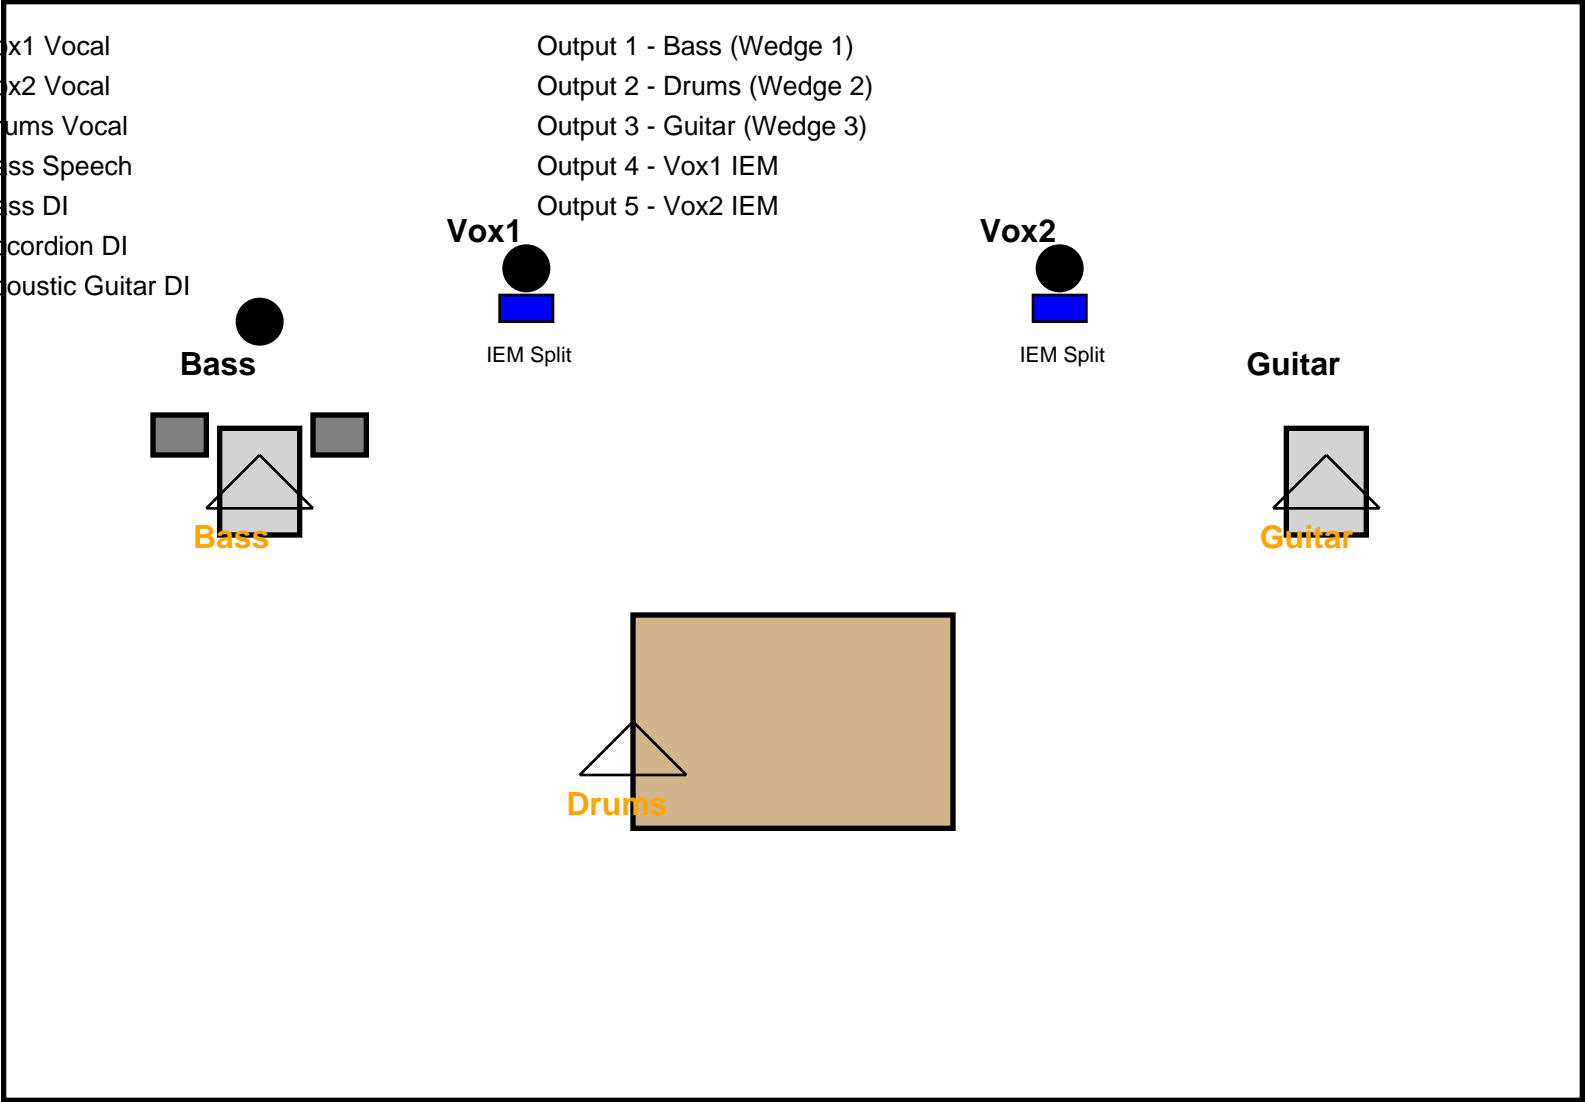 x1 Vocal
x2 Vocal
ums Vocal
ss Speech
ss DI
cordion DI
oustic Guitar DI
Output 1 - Bass (Wedge 1)
Output 2 - Drums (Wedge 2)
Output 3 - Guitar (Wedge 3)
Output 4 - Vox1 IEM
Output 5 - Vox2 IEM
Vox1
Vox2
IEM Split
IEM Split
Bass
Guitar
Bass
Guitar
Drums